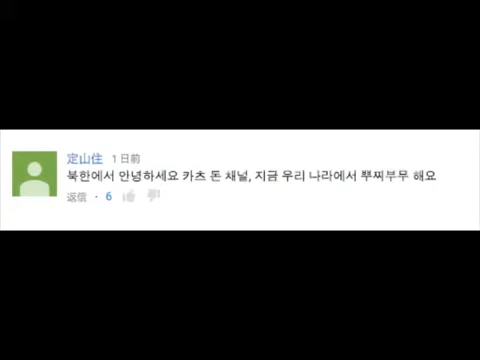 定山住 1 日前
북한에서 안녕하세요 카츠 돈 채널, 지금 우리 나라에서 뿌찌부무 해요
返信 · 6